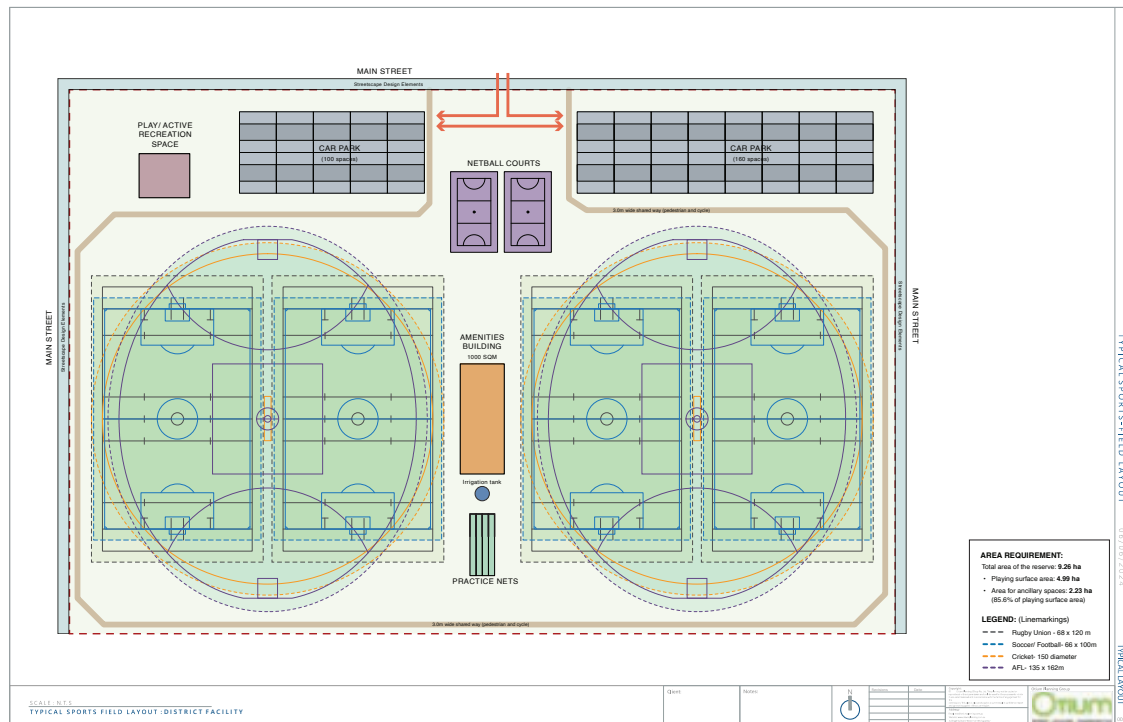 MAIN STREET
Streetscape Design Elements
PLAY/ ACTIVE
RECREATION
SPACE
CAR PARK
(100 spaces)
NETBALL COURTS
CAR PARK
(160 spaces)
3.0m wide shared way (pedestrian and cycle)
MAIN STREET
Streetscape Design Elements
AMENITIES
BUILDING
1000 SQM
Irrigation tank
PRACTICE NETS
Streetscape Design Elements
MAIN STREET
3.0m wide shared way (pedestrian and cycle)
AREA REQUIREMENT:
Total area of the reserve: 9.26 ha
• Playing surface area: 4.99 ha
• Area for ancillary spaces: 2.23 ha
(85.6% of playing surface area)
LEGEND: (Linemarkings)
Rugby Union - 68 x 120 m
Soccer/ Football- 66 x 100m
Cricket- 150 diameter
AFL- 135 x 162m
TYPICAL SPORTS-FIELD LAYOUT
TYPICAL LAYOUT
SCALE: N.T.S
TYPICAL SPORTS FIELD LAYOUT : DISTRICT FACILITY
Client
Notes:
N
Otium Planning Group
Otium